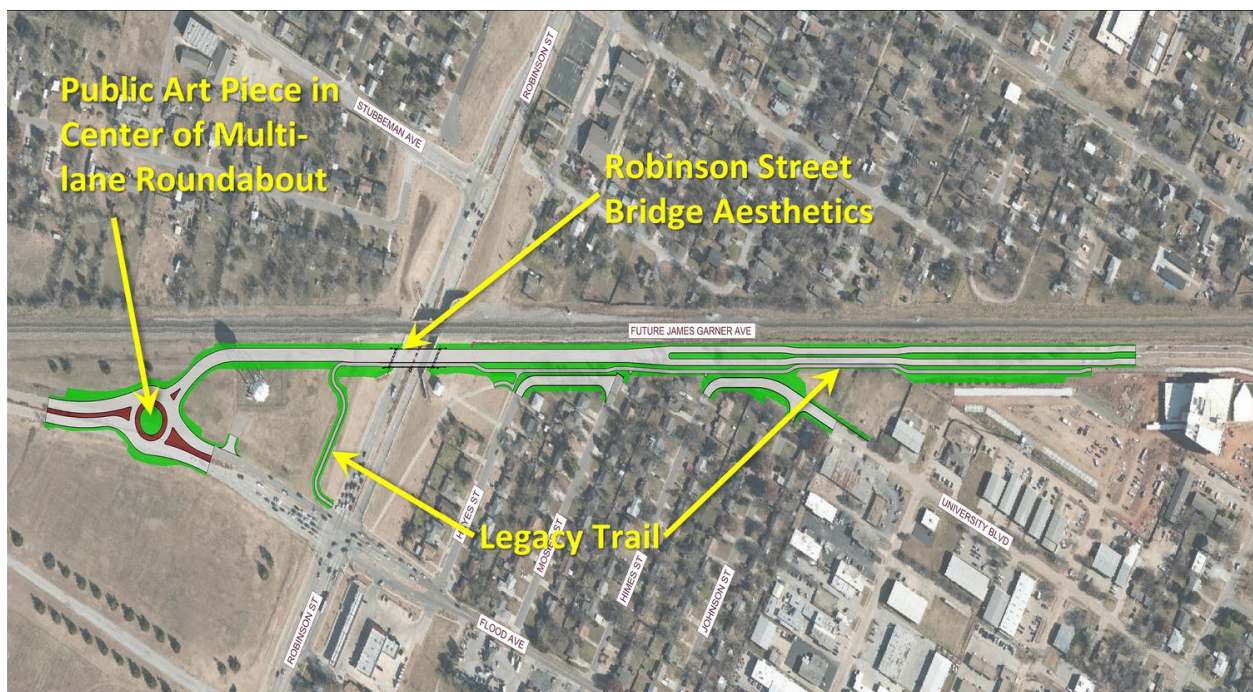 Public Art Piece in
Center of Multi-
lane Roundabout
STUBBEMAN AVE
ROBINSON ST
Robinson Street
Bridge Aesthetics
FUTURE JAMES GARNER AVE
Legacy Trail
HAYES ST
MOSIER ST
HIMES ST
JOHNSON ST
UNIVERSITY BLVD
ROBINSON ST
FLOOD AVE